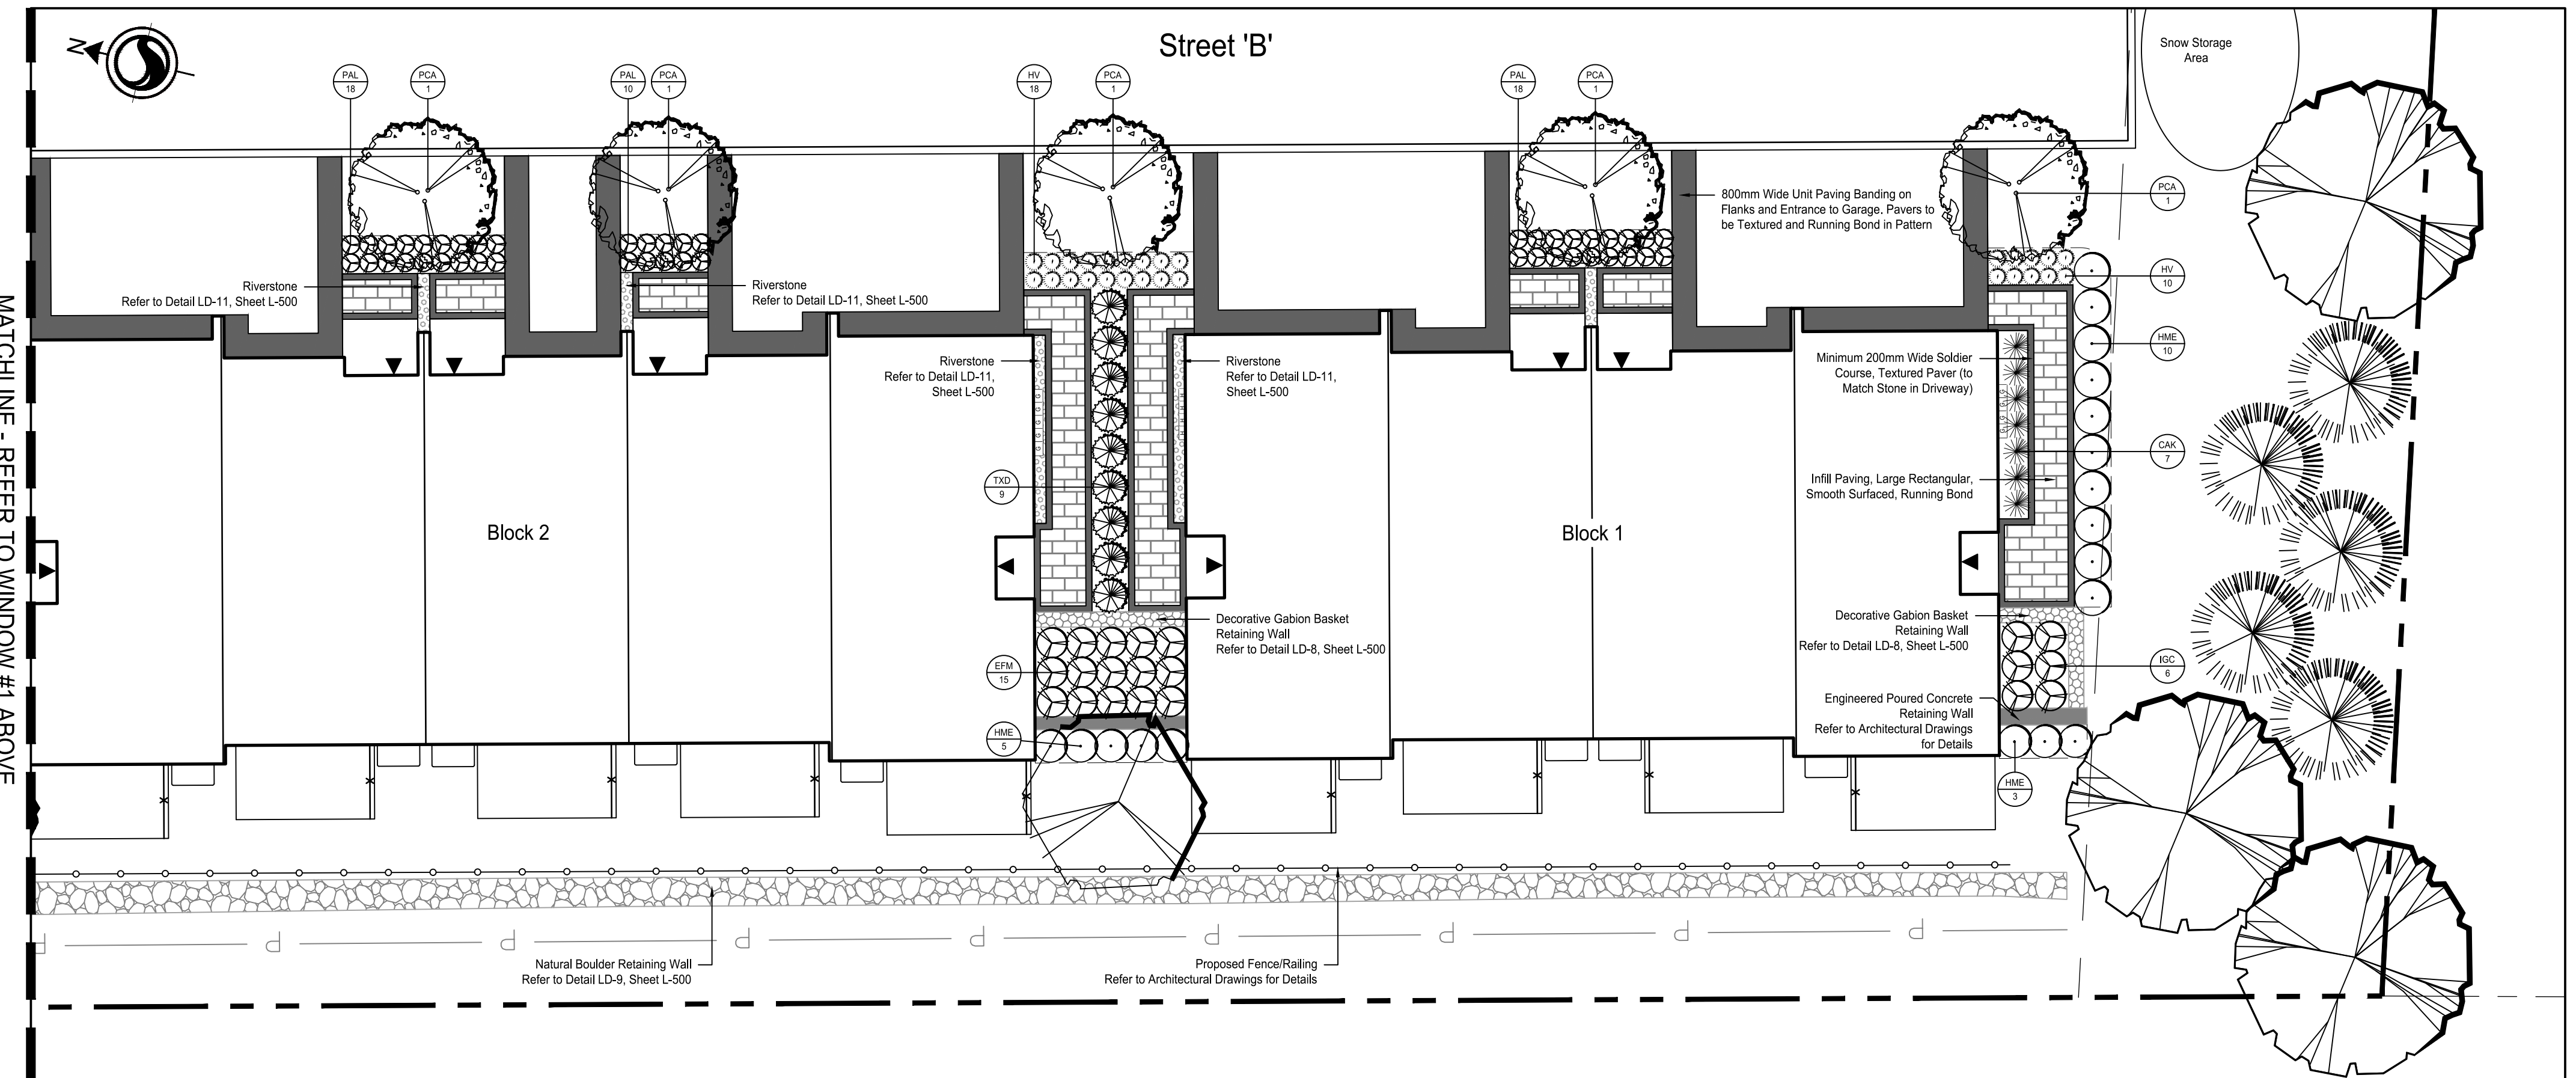 Street 'B'
Snow Storage
Area
N
PAL
18
PCA
1
PAL
10
PCA
1
HV
18
PCA
1
PAL
18
PCA
1
800mm Wide Unit Paving Banding on
Flanks and Entrance to Garage. Pavers to
be Textured and Running Bond in Pattern
PCA
1
Riverstone
Refer to Detail LD-11, Sheet L-500
Riverstone
Refer to Detail LD-11, Sheet L-500
HV
10
HME
10
Riverstone
Refer to Detail LD-11,
Sheet L-500
Riverstone
Refer to Detail LD-11,
Sheet L-500
Minimum 200mm Wide Soldier
Course, Textured Paver (to
Match Stone in Driveway)
CAK
7
TXD
9
Infill Paving, Large Rectangular,
Smooth Surfaced, Running Bond
Block 2
Block 1
MATCHLINE - REFER TO WINDOW #1 ABOVE
Decorative Gabion Basket
Retaining Wall
Refer to Detail LD-8, Sheet L-500
Decorative Gabion Basket
Retaining Wall
Refer to Detail LD-8, Sheet L-500
EFM
15
IGC
6
Engineered Poured Concrete
Retaining Wall
Refer to Architectural Drawings
for Details
HME
5
HME
3
Natural Boulder Retaining Wall
Refer to Detail LD-9, Sheet L-500
Proposed Fence/Railing
Refer to Architectural Drawings for Details